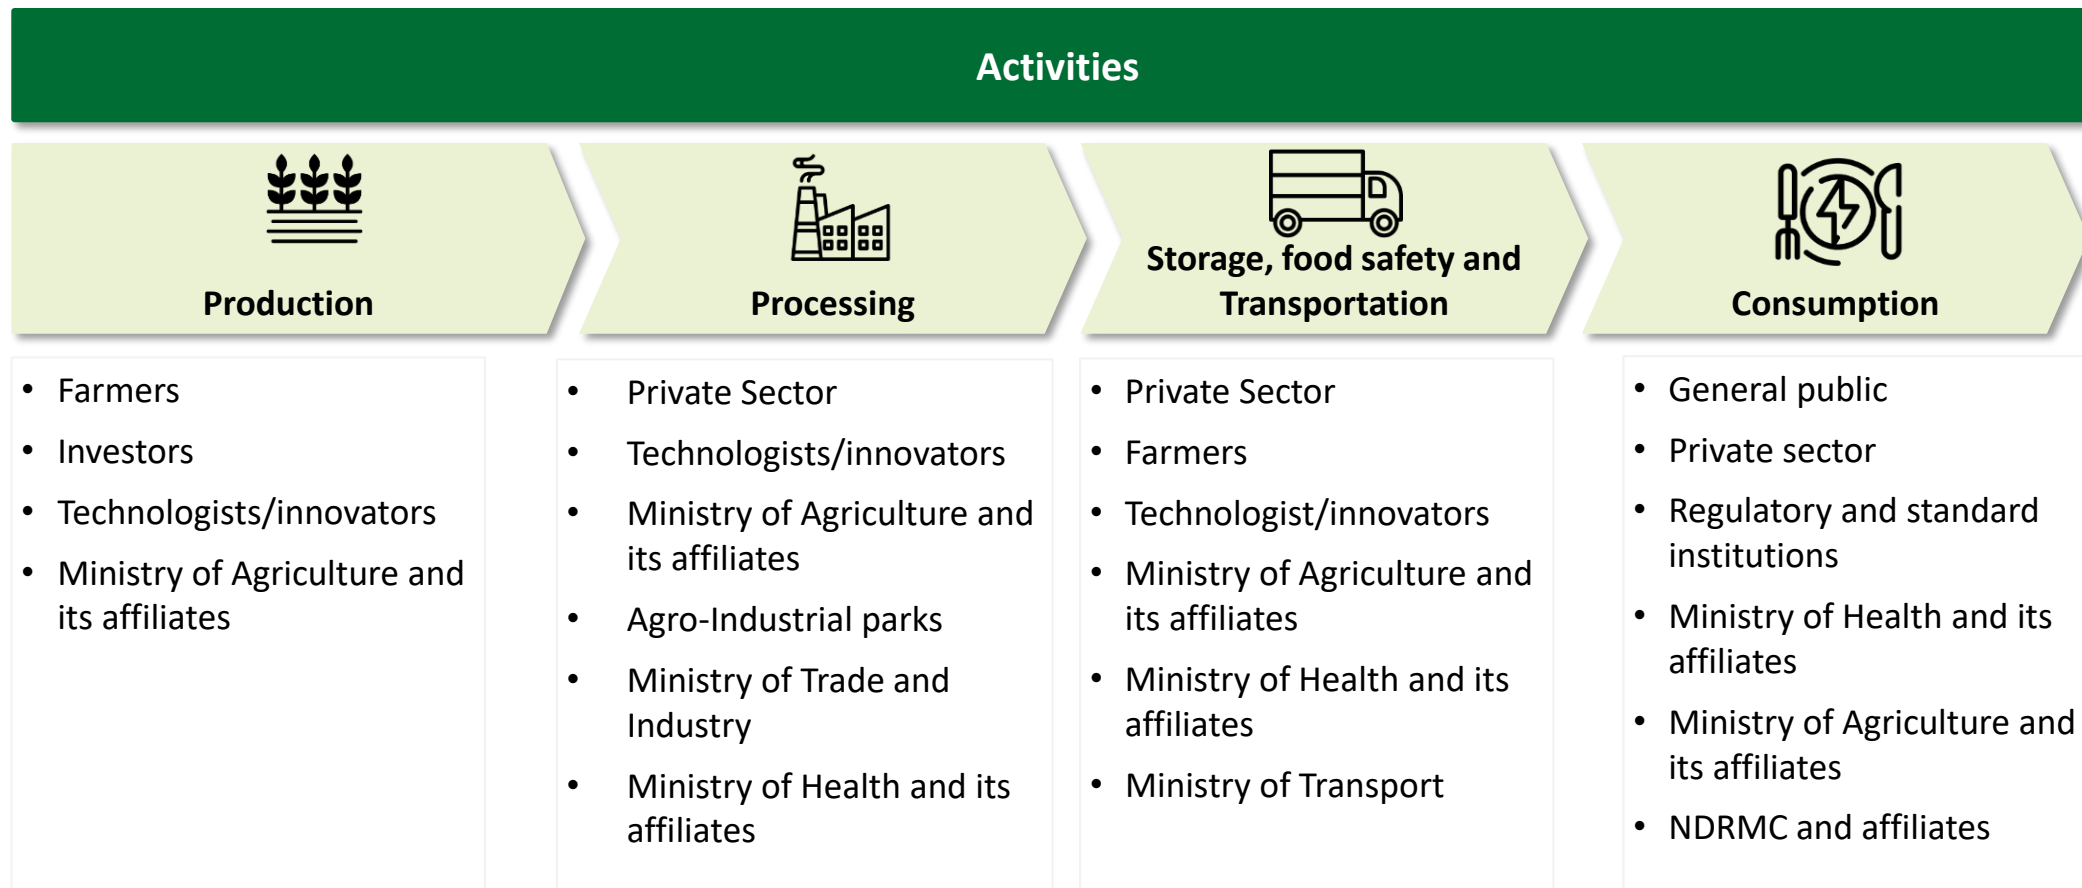 Activities
Production
Processing
Storage, food safety and
Transportation
Consumption
• Farmers
• Investors
• Technologists/innovators
• Ministry of Agriculture and
its affiliates
• Private Sector
• Technologists/innovators
• Ministry of Agriculture and
its affiliates
• Agro-Industrial parks
• Ministry of Trade and
Industry
• Ministry of Health and its
affiliates
• Private Sector
• Farmers
• Technologist/innovators
• Ministry of Agriculture and
its affiliates
• Ministry of Health and its
affiliates
• Ministry of Transport
• General public
• Private sector
• Regulatory and standard
institutions
• Ministry of Health and its
affiliates
• Ministry of Agriculture and
its affiliates
• NDRMC and affiliates